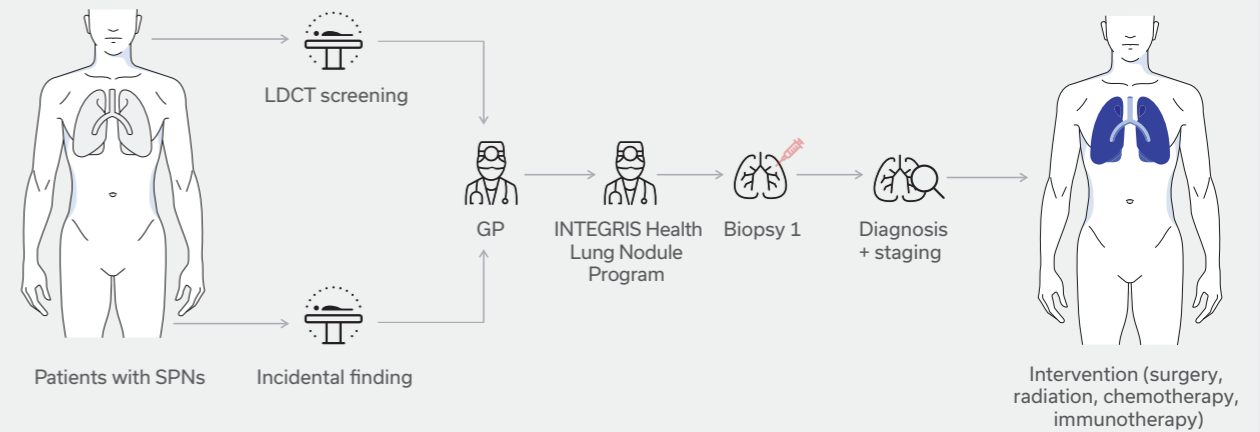 LDCT screening
GP
INTEGRIS Health
Lung Nodule
Program
Biopsy 1
Diagnosis
+ staging
Patients with SPNs
Incidental finding
Intervention (surgery,
radiation, chemotherapy,
immunotherapy)